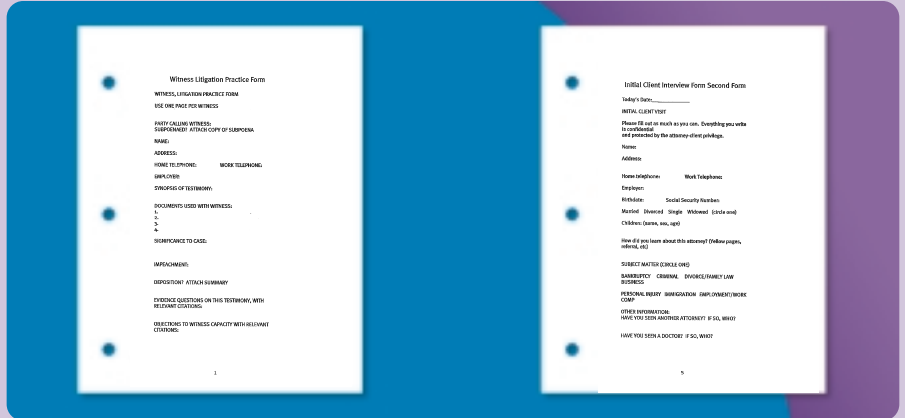 Witness Litigation Practice Form
WITNESS, LITIGATION PRACTICE FORM
USE ONE PAGE PER WITNESS
PARTY CALLING WITNESS:
SUBPOENAED? ATTACH COPY OF SUBPOENA
NAME:
ADDRESS:
HOME TELEPHONE: WORK TELEPHONE:
EMPLOYER:
SYNOPSIS OF TESTIMONY:
DOCUMENTS USED WITH WITNESS:
1.
2.
3.
4.
SIGNIFICANCE TO CASE:
IMPEACHMENT:
DEPOSITION? ATTACH SUMMARY
EVIDENCE QUESTIONS ON THIS TESTIMONY, WITH
RELEVANT CITATIONS:
OBJECTIONS TO WITNESS CAPACITY WITH RELEVANT
CITATIONS:
1
Initial Client Interview Form Second Form
Today's Date:____________
INITIAL CLIENT VISIT
Please fill out as much as you can. Everything you write
is confidential
and protected by the attorney-client privilege.
Name:
Address:
Home telephone: Work Telephone:
Employer:
Birthdate: Social Security Number:
Married Divorced Single Widowed (circle one)
Children: (name, sex, age)
How did you learn about this attorney? (Yellow pages,
referral, etc)
SUBJECT MATTER (CIRCLE ONE)
BANKRUPTCY CRIMINAL DIVORCE/FAMILY LAW
BUSINESS
PERSONAL INJURY IMMIGRATION EMPLOYMENT/WORK
COMP
OTHER INFORMATION:
HAVE YOU SEEN ANOTHER ATTORNEY? IF SO, WHO?
HAVE YOU SEEN A DOCTOR? IF SO, WHO?
5